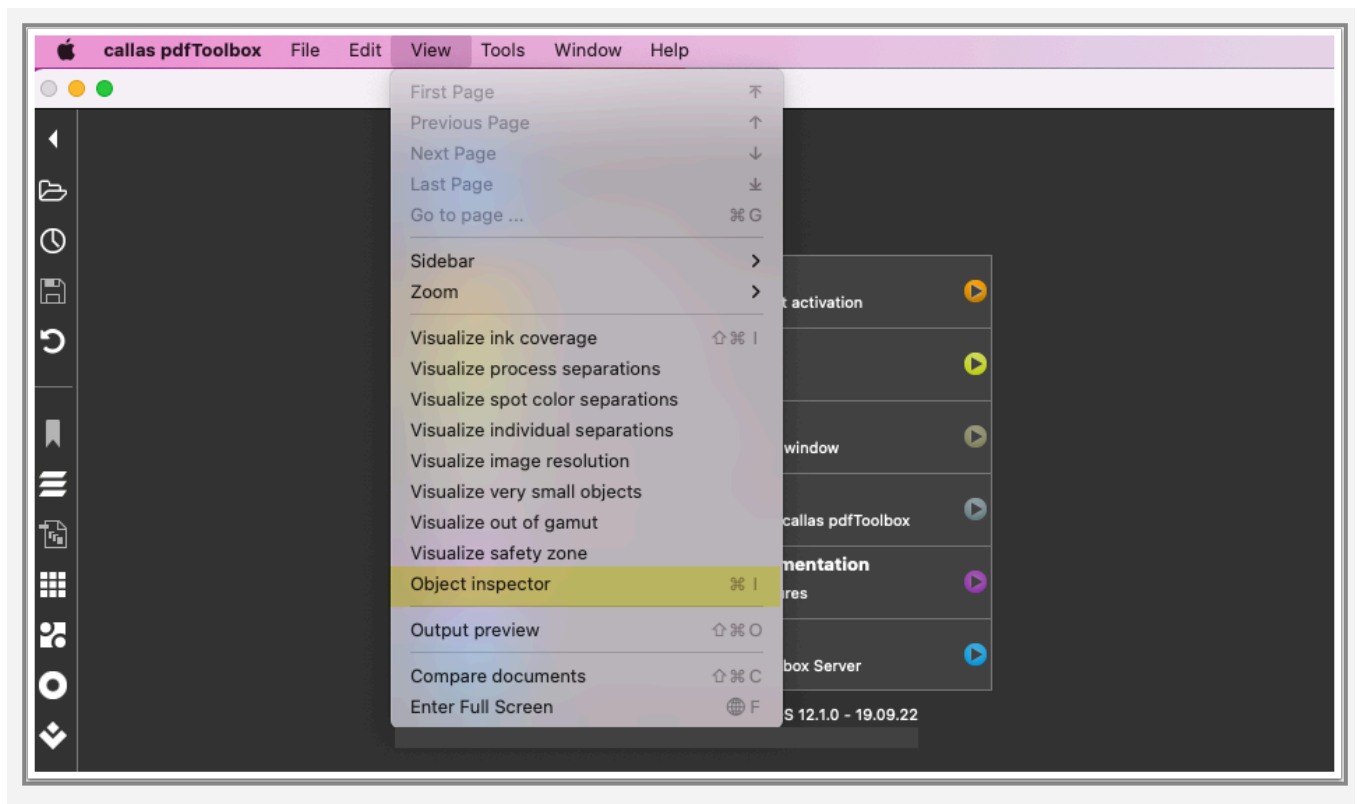 callas pdfToolbox File Edit View Tools Window Help
First Page
Previous Page ↑
Next Page ↓
Last Page
Go to page ... ⌘ G
Sidebar >
Zoom >
Visualize ink coverage ⇧ ⌘ I
Visualize process separations
Visualize spot color separations
Visualize individual separations
Visualize image resolution
Visualize very small objects
Visualize out of gamut
Visualize safety zone
Object inspector ⌘ I
Output preview ⇧ ⌘ O
Compare documents ⇧ ⌘ C
Enter Full Screen F
t activation
window
callas pdfToolbox
mentation
res
box Server
S 12.1.0 - 19.09.22